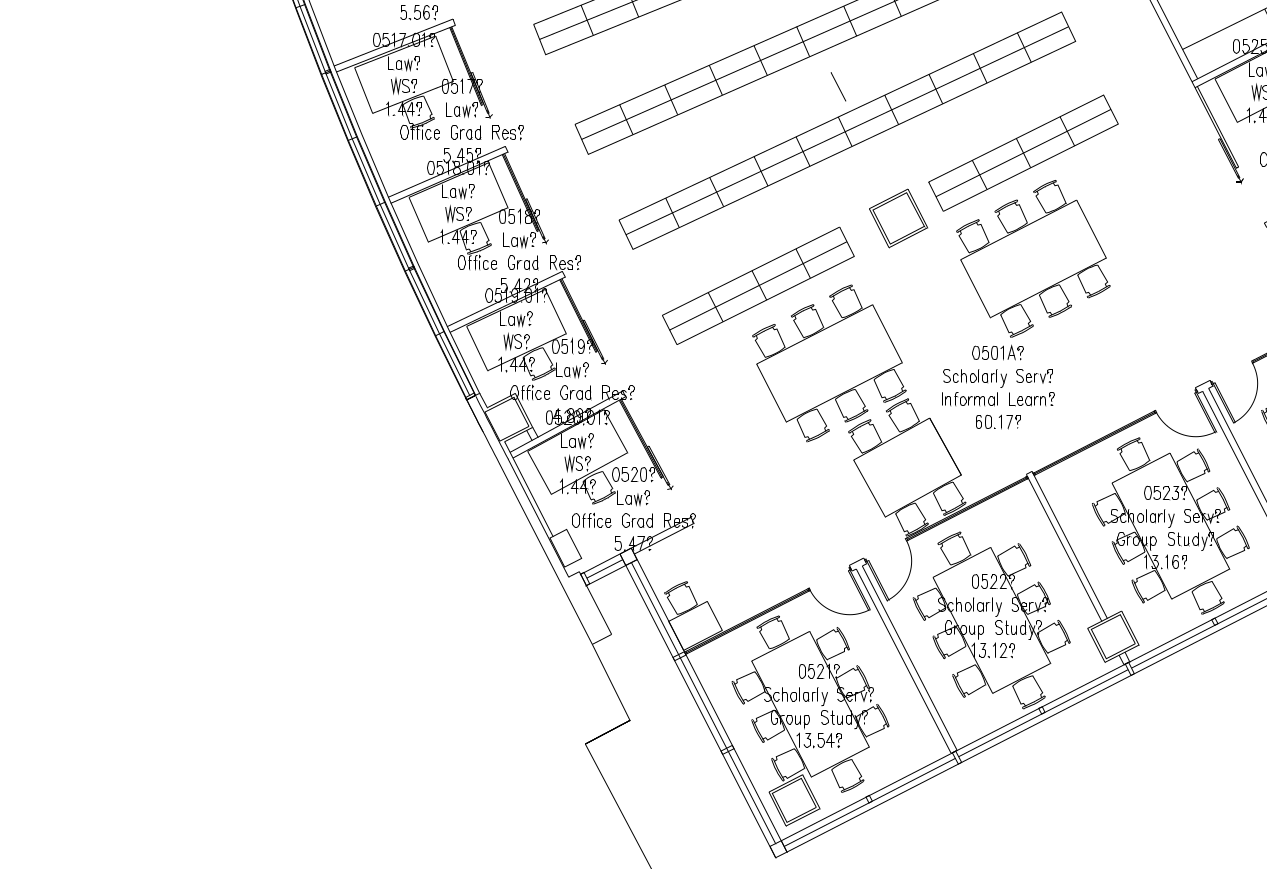 5.56?
0517.01?
Law?
WS?
1.44?
0517?
Law?
Office Grad Res?
5.45?
0518.01?
Law?
WS?
1.44?
0518?
Law?
Office Grad Res?
5.42?
0519.01?
Law?
WS?
1.44?
0519?
Law?
Office Grad Res?
0520.01?
Law?
WS?
1.44?
0520?
Law?
Office Grad Res?
5.47?
0501A?
Scholarly Serv?
Informal Learn?
60.17?
0521?
Scholarly Serv?
Group Study?
13.54?
0522?
Scholarly Serv?
Group Study?
13.12?
0523?
Scholarly Serv?
Group Study?
13.16?
0525
La
WS
1.4